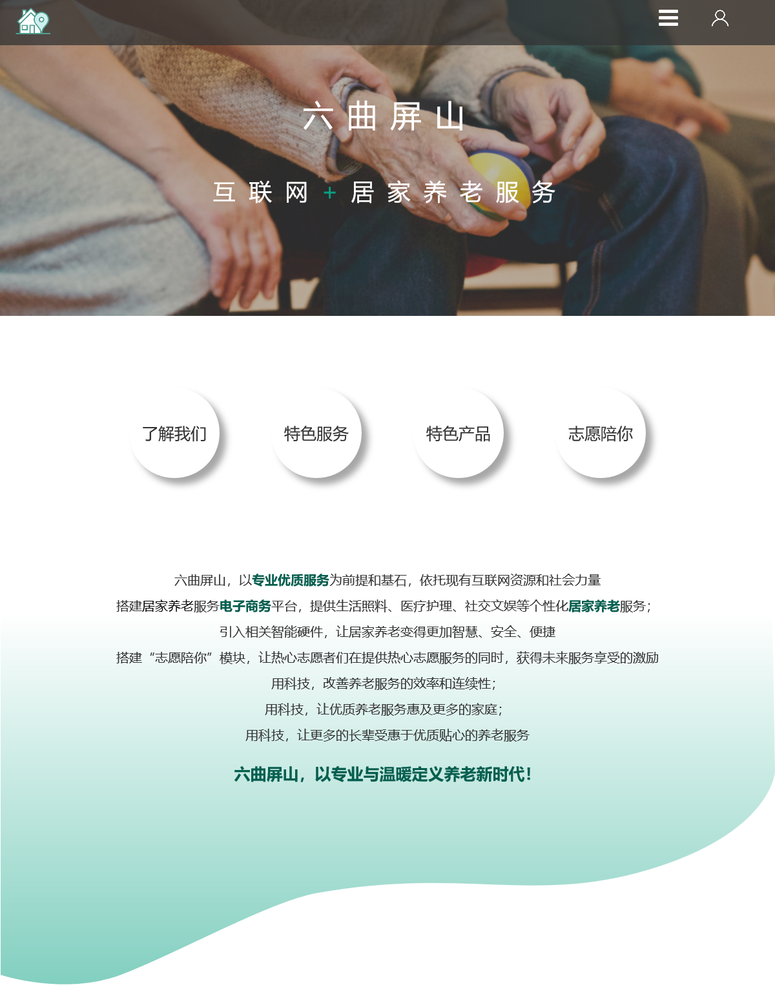 六曲屏山
互联网+居家养老服务
了解我们
特色服务
特色产品
志愿陪你
六曲屏山，以专业优质服务为前提和基石，依托现有互联网资源和社会力量
搭建居家养老服务电子商务平台，提供生活照料、医疗护理、社交文娱等个性化居家养老服务；
引入相关智能硬件，让居家养老变得更加智慧、安全、便捷
搭建“志愿陪你”模块，让热心志愿者们在提供热心志愿服务的同时，获得未来服务享受的激励
用科技，改善养老服务的效率和连续性；
用科技，让优质养老服务惠及更多的家庭；
用科技，让更多的长辈受惠于优质贴心的养老服务
六曲屏山，以专业与温暖定义养老新时代！